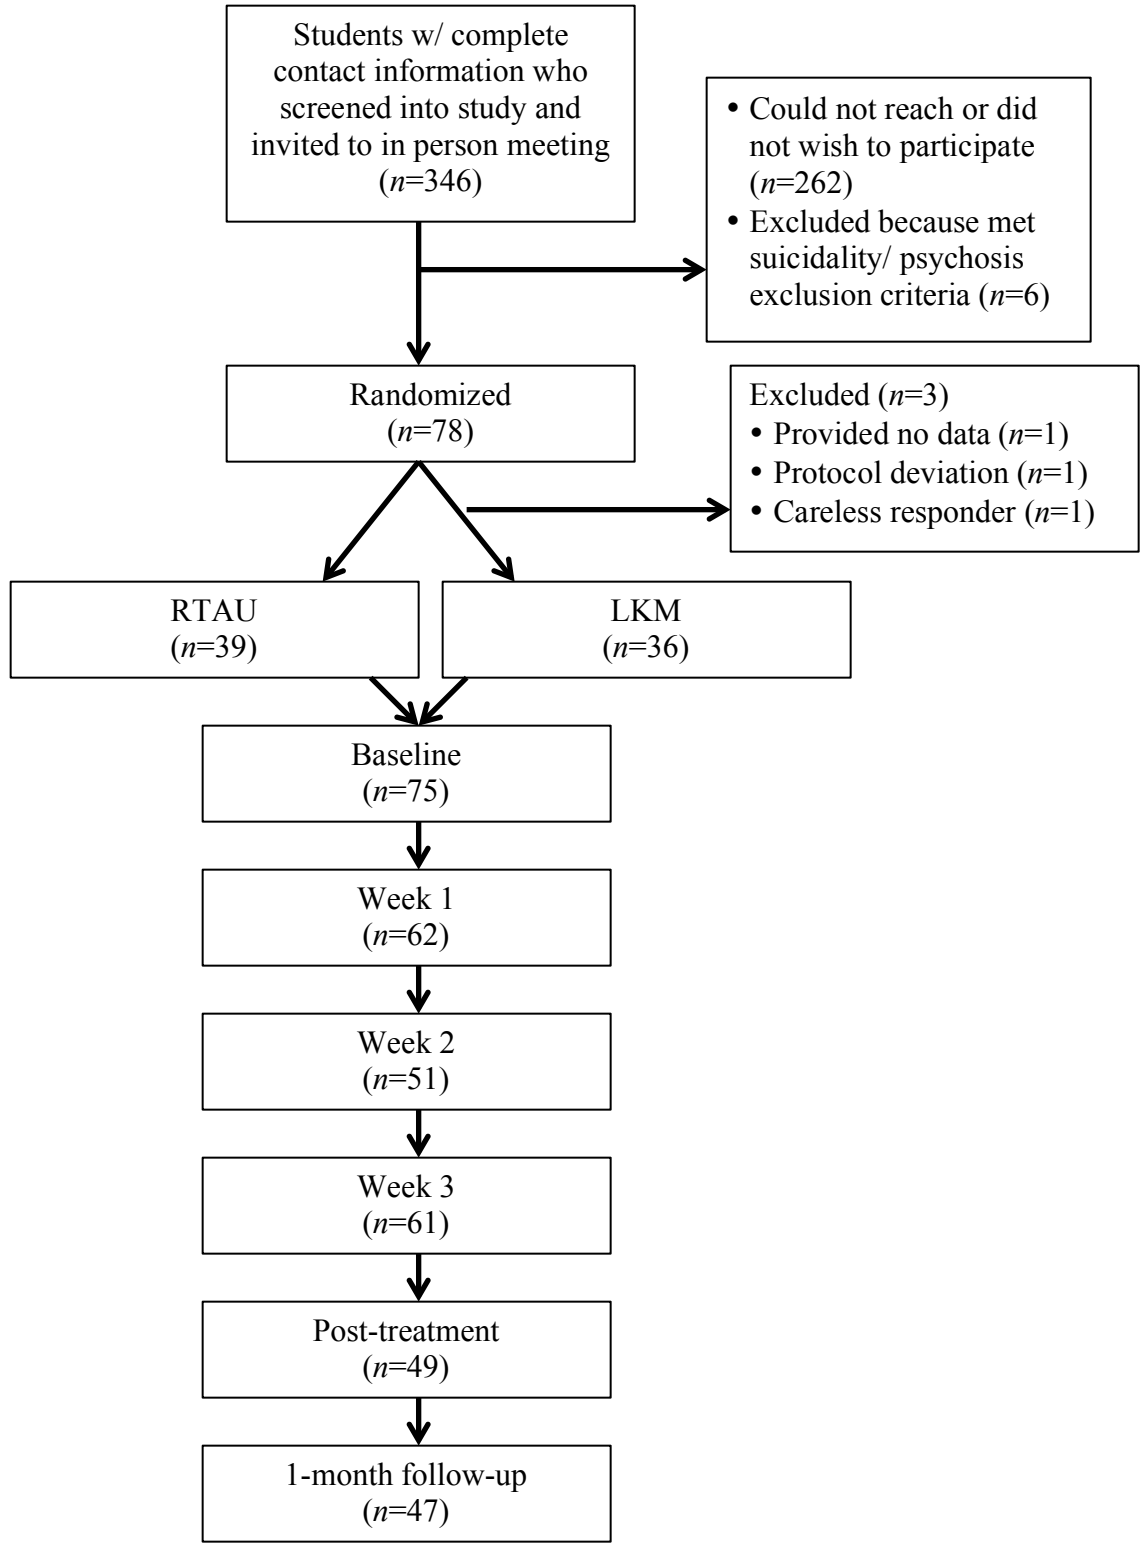 Students w/ complete
contact information who
screened into study and
invited to in person meeting
(n=346)
• Could not reach or did
not wish to participate
(n=262)
• Excluded because met
suicidality/ psychosis
exclusion criteria (n=6)
Randomized
(n=78)
Excluded (n=3)
• Provided no data (n=1)
• Protocol deviation (n=1)
• Careless responder (n=1)
RTAU
(n=39)
LKM
(n=36)
Baseline
(n=75)
Week 1
(n=62)
Week 2
(n=51)
Week 3
(n=61)
Post-treatment
(n=49)
1-month follow-up
(n=47)